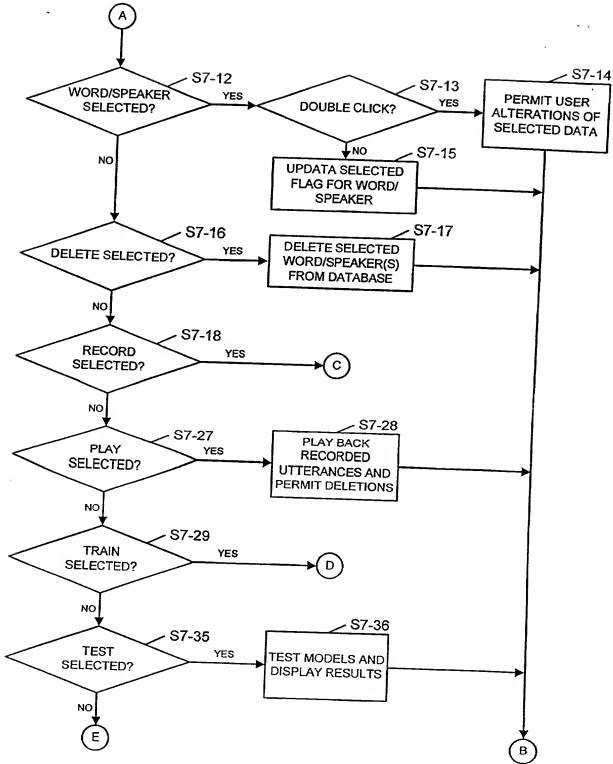 A
S7-12
WORD/SPEAKER
SELECTED?
YES
NO
S7-13
DOUBLE CLICK?
YES
NO
S7-14
PERMIT USER
ALTERATIONS OF
SELECTED DATA
S7-15
UPDATA SELECTED
FLAG FOR WORD/
SPEAKER
S7-16
DELETE SELECTED?
YES
NO
S7-17
DELETE SELECTED
WORD/SPEAKER(S)
FROM DATABASE
S7-18
RECORD
SELECTED?
YES
NO
C
S7-27
PLAY
SELECTED?
YES
NO
S7-28
PLAY BACK
RECORDED
UTTERANCES AND
PERMIT DELETIONS
S7-29
TRAIN
SELECTED?
YES
NO
D
S7-35
TEST
SELECTED?
YES
NO
S7-36
TEST MODELS AND
DISPLAY RESULTS
E
B